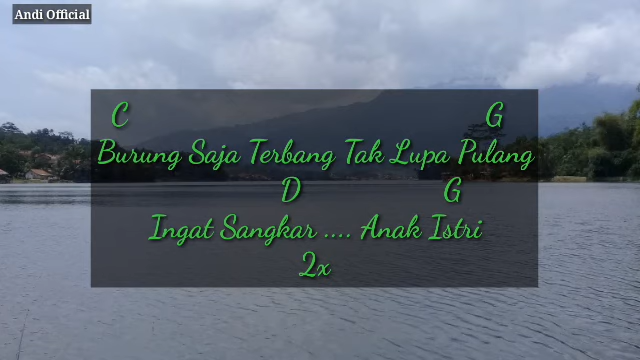 Andi Official
C G
Burung Saja Terbang Tak Lupa Pulang
D G
Ingat Sangkar .... Anak Istri
2x